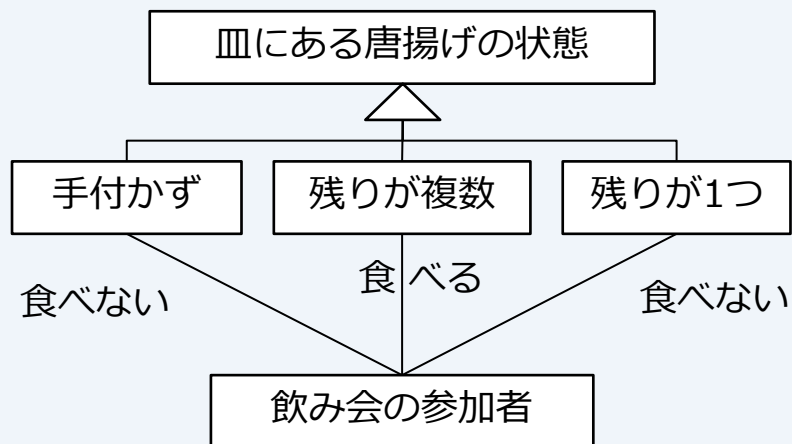 皿にある唐揚げの状態
手付かず
残りが複数
残りが1つ
食べない
食べる
食べない
飲み会の参加者